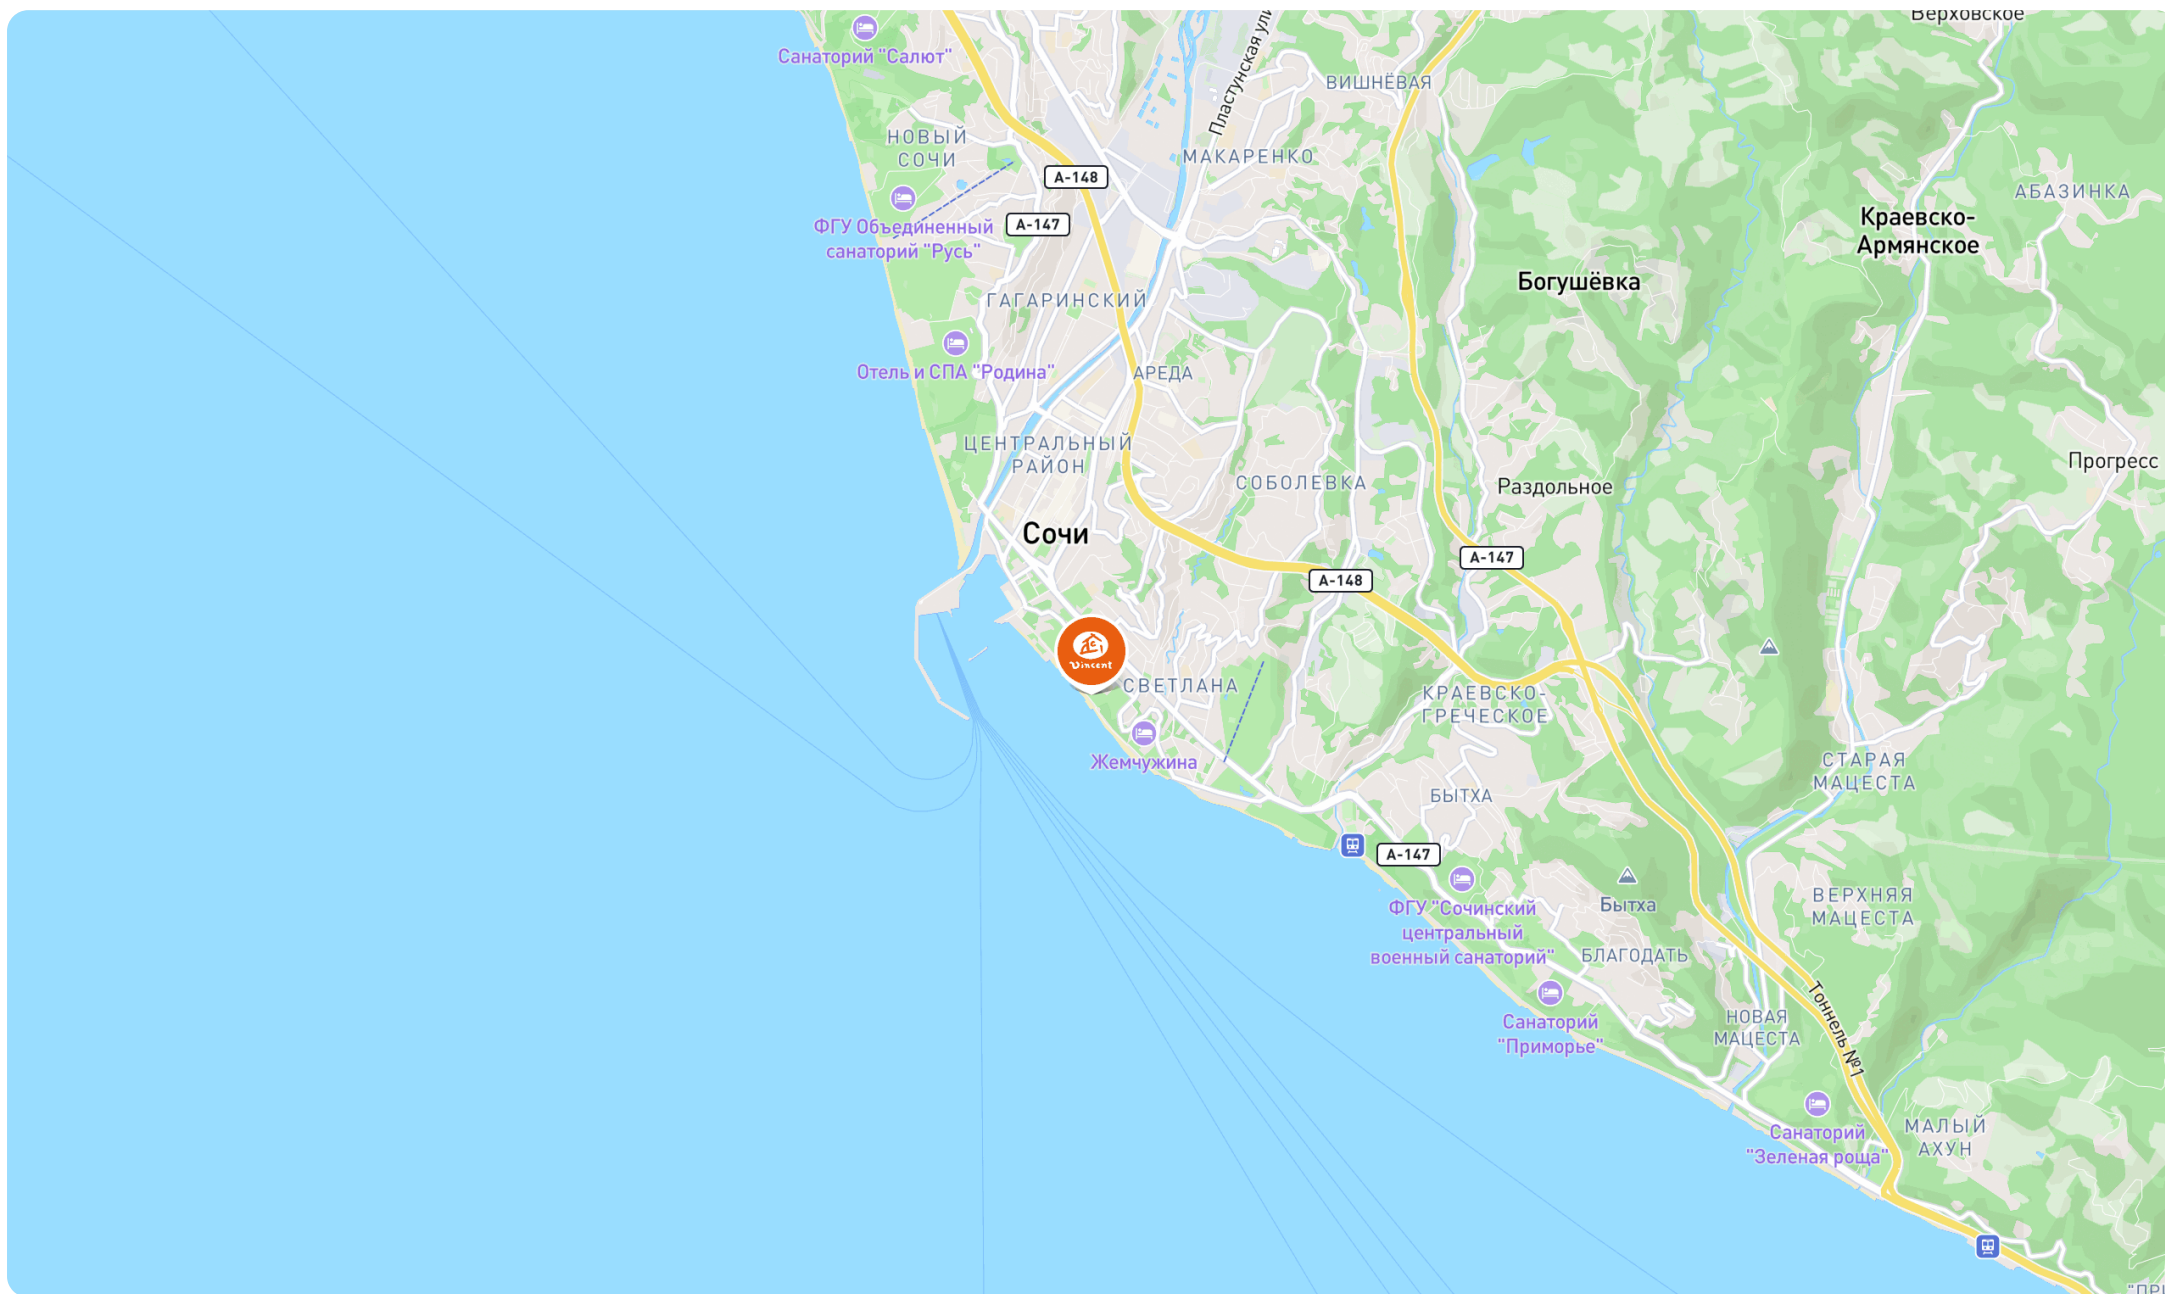 Верховское
Санаторий "Салют"
Пластунская ули
ВИШНЁВАЯ
НОВЫЙ
СОЧИ
МАКАРЕНКО
А-148
АБАЗИНКА
ФГУ Объединенный
санаторий "Русь"
А-147
Краевско-
Армянское
Богушёвка
ГАГАРИНСКИЙ
Отель и СПА "Родина"
АРЕДА
ЦЕНТРАЛЬНЫЙ
РАЙОН
Прогресс
СОБОЛЕВКА
Раздольное
Сочи
А-147
А-148
Vincent
СВЕТЛАНА
КРАЕВСКО-
ГРЕЧЕСКОЕ
Жемчужина
СТАРАЯ
МАЦЕСТА
БЫТХА
А-147
ФГУ "Сочинский
центральный
военный санаторий"
Бытха
ВЕРХНЯЯ
МАЦЕСТА
БЛАГОДАТЬ
Санаторий
"Приморье"
НОВАЯ
МАЦЕСТА
Тоннель №1
Санаторий
"Зеленая роща"
МАЛЫЙ
АХУН